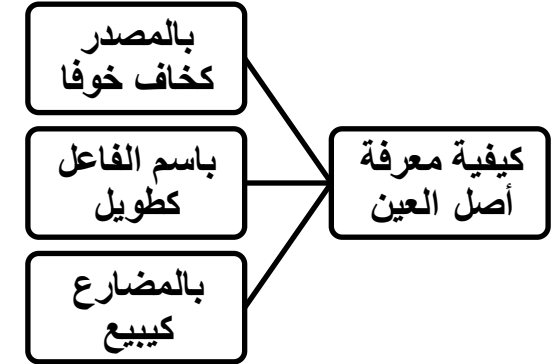 كيفية معرفة
أصل العين
بالمصدر
كخاف خوفا
باسم الفاعل
كطويل
بالمضارع
كيبيع